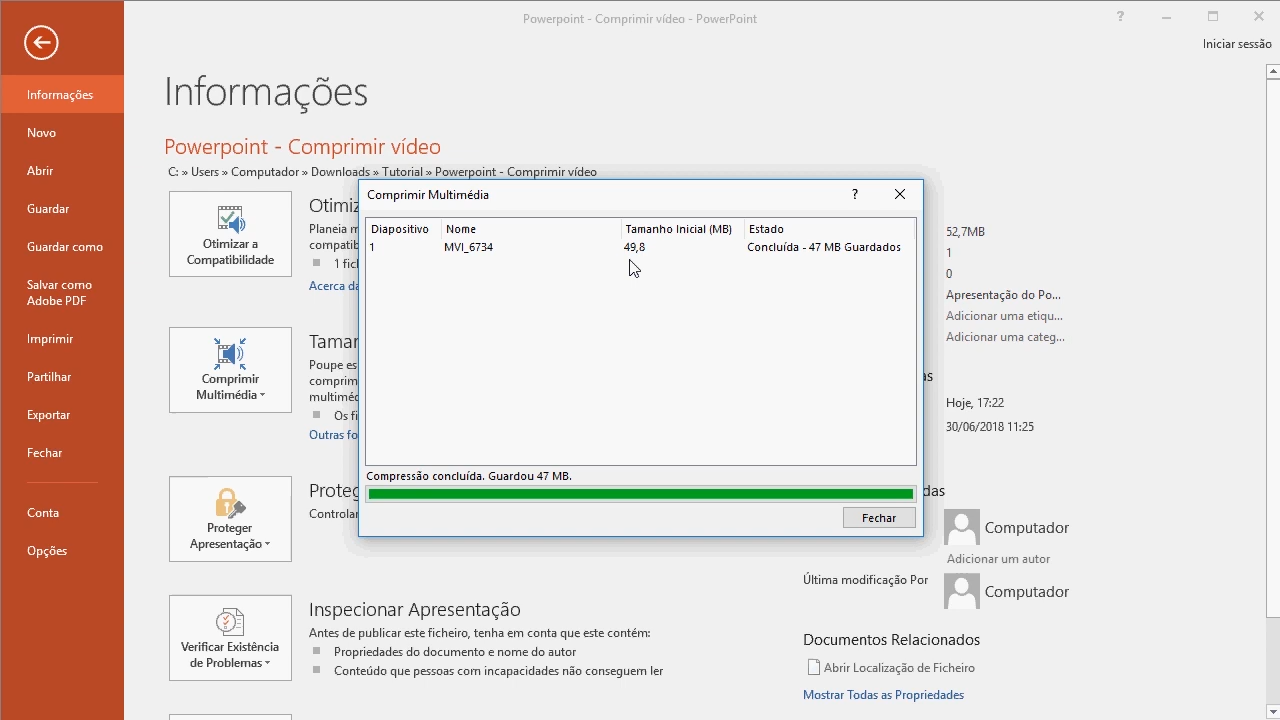 Powerpoint - Comprimir vídeo - PowerPoint
?
Iniciar sessão
Informações
Novo
Abrir
Guardar
Guardar como
Salvar como
Adobe PDF
Imprimir
Partilhar
Exportar
Fechar
Conta
Opções
Informações
Powerpoint - Comprimir vídeo
C: » Users » Computador » Downloads » Tutorial » Powerpoint - Comprimir vídeo
Otimizar a
Compatibilidade
Otimiz
Planeia m
compatib
1 fich
Acerca da
Comprimir
Multimédia
Tamar
Poupe es
comprim
multiméd
Os fi
Outras fo
Proteger
Apresentação
Proteg
Controlar
Verificar Existência
de Problemas
Inspecionar Apresentação
Antes de publicar este ficheiro, tenha em conta que este contém:
Propriedades do documento e nome do autor
Conteúdo que pessoas com incapacidades não conseguem ler
Comprimir Multimédia
?
Diapositivo Nome Tamanho Inicial (MB) Estado
1 MVI_6734 49,8 Concluída - 47 MB Guardados
Compressão concluída. Guardou 47 MB.
Fechar
52,7MB
1
0
Apresentação do Po...
Adicionar uma etiqu...
Adicionar uma categ...
as
Hoje, 17:22
30/06/2018 11:25
das
Computador
Adicionar um autor
Última modificação Por
Computador
Documentos Relacionados
Abrir Localização de Ficheiro
Mostrar Todas as Propriedades